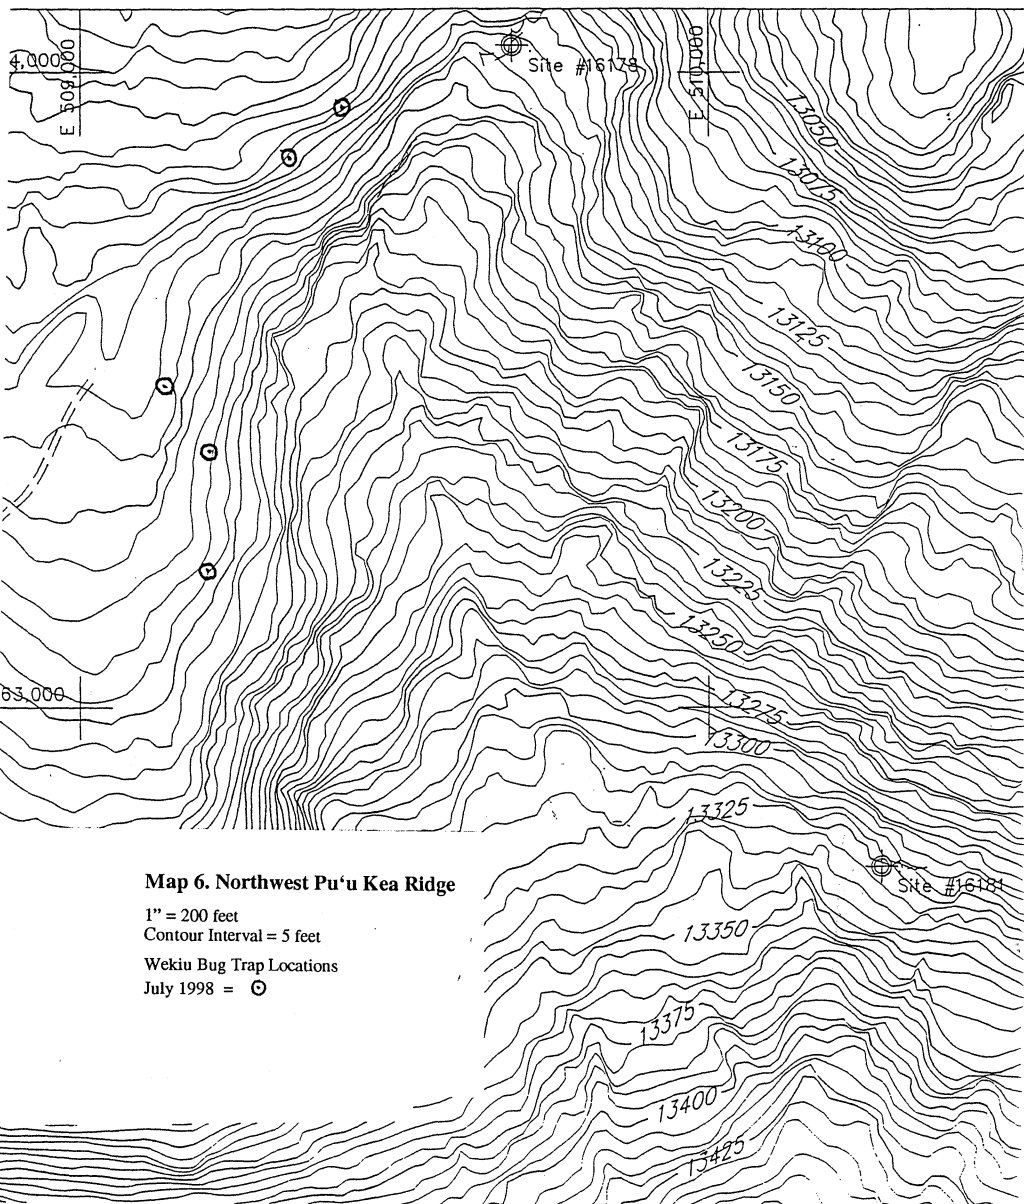 4,000
E 509,000
Site #16178
E 510,000
13050
13075
13100
13125
13150
13175
13200
13225
13250
63,000
13275
13300
13325
Site #16181
Map 6. Northwest Pu‘u Kea Ridge
1” = 200 feet
Contour Interval = 5 feet
Wekiu Bug Trap Locations
July 1998 =
13350
13375
13400
13425